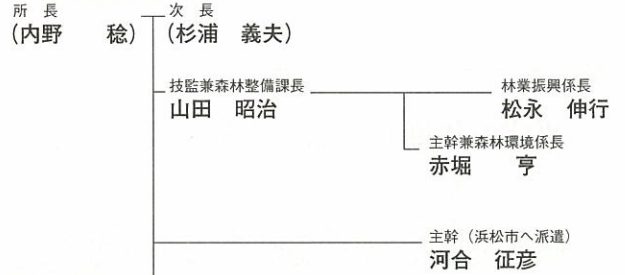 所　長
(内野　　稔)
次　長
(杉浦　義夫)
技監兼森林整備課長
山田　昭治
林業振興係長
松永　伸行
主幹兼森林環境係長
赤堀　　亨
主幹（浜松市へ派遣）
河合　征彦